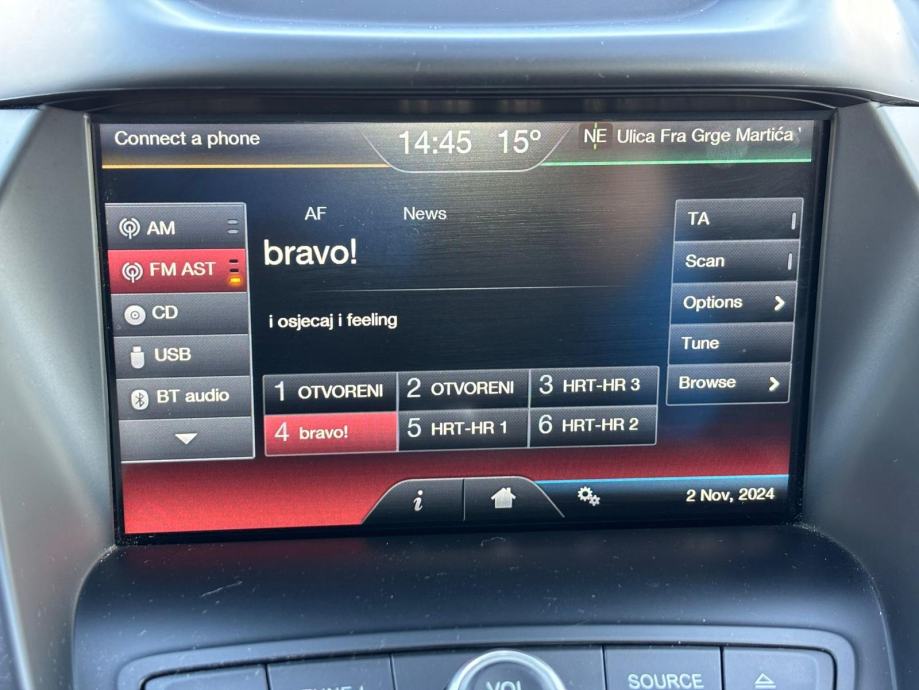 Connect a phone
14:45 15°
NE Ulica Fra Grge Martića
AM
FM AST
CD
USB
BT audio
AF News
bravo!
i osjecaj i feeling
1 OTVORENI 2 OTVORENI 3 HRT-HR 3
4 bravo! 5 HRT-HR 1 6 HRT-HR 2
TA
Scan
Options
Tune
Browse
i
2 Nov, 2024
VOL
SOURCE